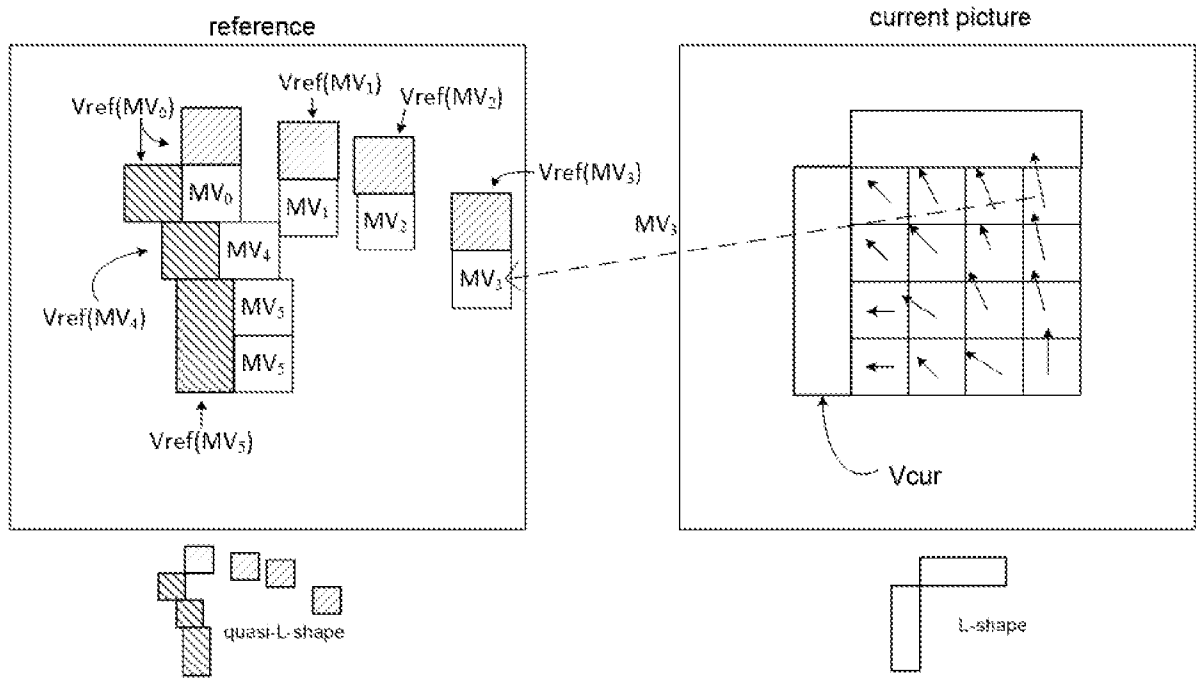 reference
current picture
Vref(MV₀)
Vref(MV₁)
Vref(MV₂)
Vref(MV₃)
MV₀
MV₁
MV₂
MV₃
MV₃
MV₄
Vref(MV₄)
MV₅
MV₅
Vref(MV₅)
Vcur
quasi-L-shape
L-shape